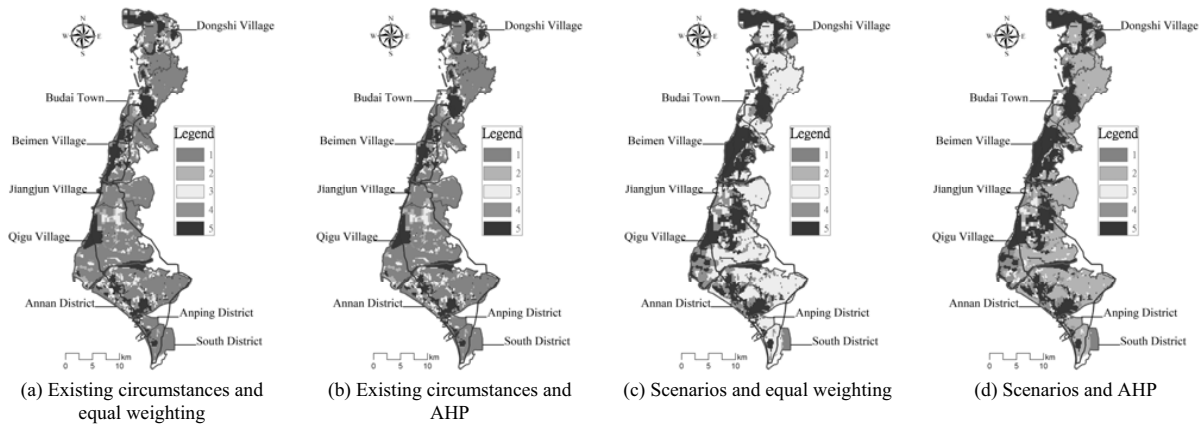 N
W E
S
Dongshi Village
Budai Town
Beimen Village
Legend
1
2
3
4
5
Jiangjun Village
Qigu Village
Annan District
Anping District
South District
0 5 10 km
(a) Existing circumstances and
equal weighting
N
W E
S
Dongshi Village
Budai Town
Beimen Village
Legend
1
2
3
4
5
Jiangjun Village
Qigu Village
Annan District
Anping District
South District
0 5 10 km
(b) Existing circumstances and
AHP
N
W E
S
Dongshi Village
Budai Town
Beimen Village
Legend
1
2
3
4
5
Jiangjun Village
Qigu Village
Annan District
Anping District
South District
0 5 10 km
(c) Scenarios and equal weighting
N
W E
S
Dongshi Village
Budai Town
Beimen Village
Legend
1
2
3
4
5
Jiangjun Village
Qigu Village
Annan District
Anping District
South District
0 5 10 km
(d) Scenarios and AHP